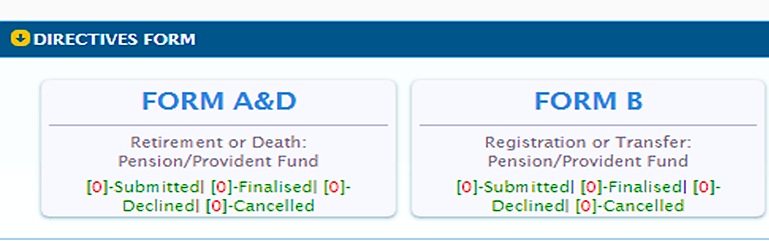 DIRECTIVES FORM
FORM A&D
Retirement or Death:
Pension/Provident Fund
[0]-Submitted| [0]-Finalised| [0]-
Declined| [0]-Cancelled
FORM B
Registration or Transfer:
Pension/Provident Fund
[0]-Submitted| [0]-Finalised| [0]-
Declined| [0]-Cancelled